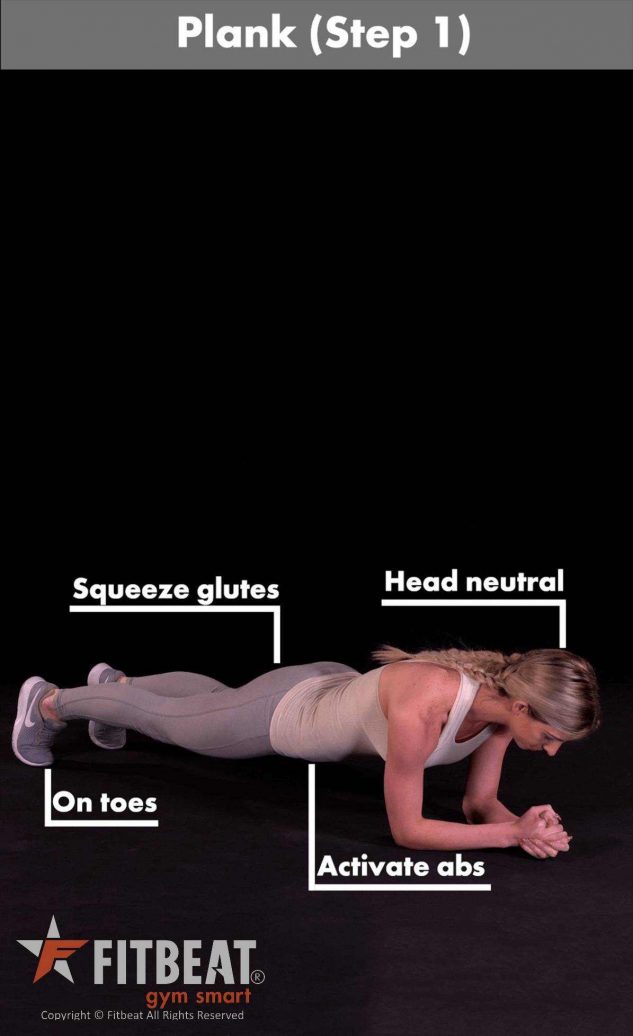 Plank (Step 1)
Squeeze glutes
Head neutral
On toes
Activate abs
FITBEAT®
gym smart
Copyright © Fitbeat All Rights Reserved